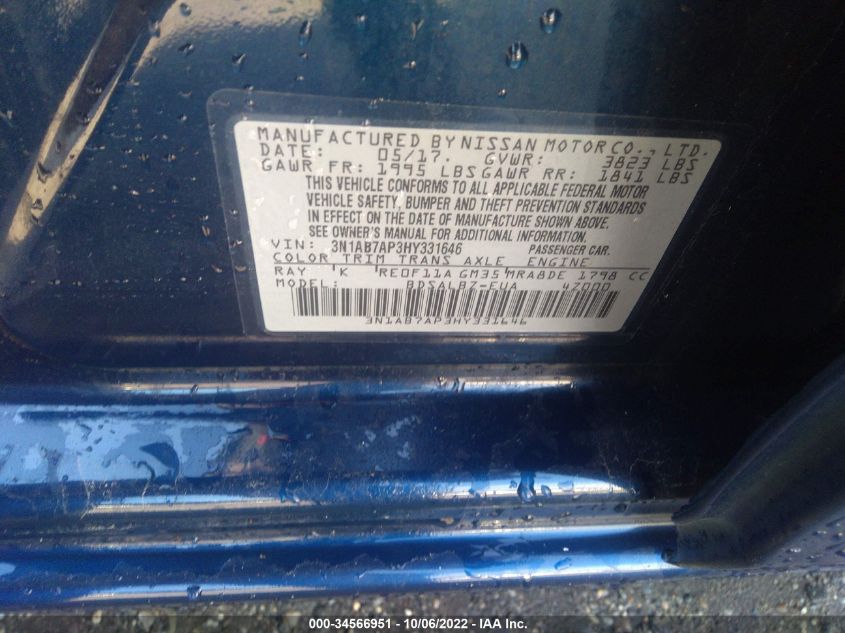 MANUFACTURED BY NISSAN MOTOR CO., LTD.
DATE: 05/17. GVWR: 3823 LBS
GAWR FR: 1995 LBS GAWR RR: 1841 LBS
THIS VEHICLE CONFORMS TO ALL APPLICABLE FEDERAL MOTOR
VEHICLE SAFETY, BUMPER AND THEFT PREVENTION STANDARDS
IN EFFECT ON THE DATE OF MANUFACTURE SHOWN ABOVE.
SEE OWNER'S MANUAL FOR ADDITIONAL INFORMATION.
VIN: 3N1AB7AP3HY331646 PASSENGER CAR.
COLOR TRIM TRANS AXLE ENGINE
RAY 'K 'RE0F11A GM35 MRA8DE 1798 CC
MODEL: BDSALB7-EUA 4Z000
3N1AB7AP3HY331646
000-34566951 - 10/06/2022 - IAA Inc.